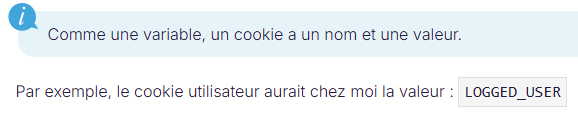 Comme une variable, un cookie a un nom et une valeur.
Par exemple, le cookie utilisateur aurait chez moi la valeur : LOGGED_USER